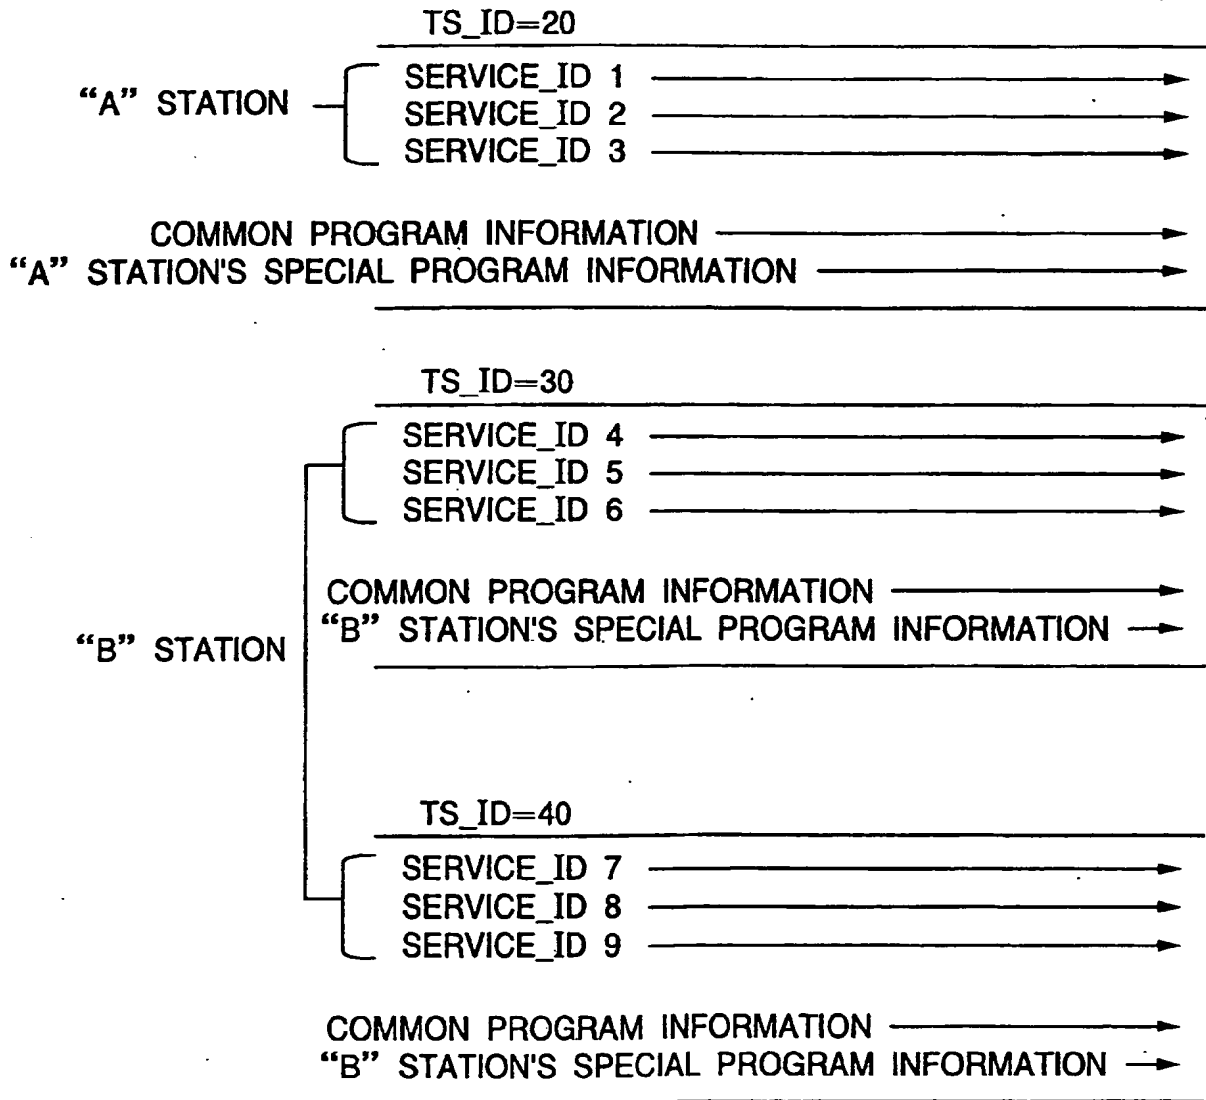 TS_ID=20
SERVICE_ID 1
“A” STATION
SERVICE_ID 2
SERVICE_ID 3
COMMON PROGRAM INFORMATION
“A” STATION'S SPECIAL PROGRAM INFORMATION
TS_ID=30
SERVICE_ID 4
SERVICE_ID 5
SERVICE_ID 6
COMMON PROGRAM INFORMATION
“B” STATION'S SPECIAL PROGRAM INFORMATION
“B” STATION
TS_ID=40
SERVICE_ID 7
SERVICE_ID 8
SERVICE_ID 9
COMMON PROGRAM INFORMATION
“B” STATION'S SPECIAL PROGRAM INFORMATION